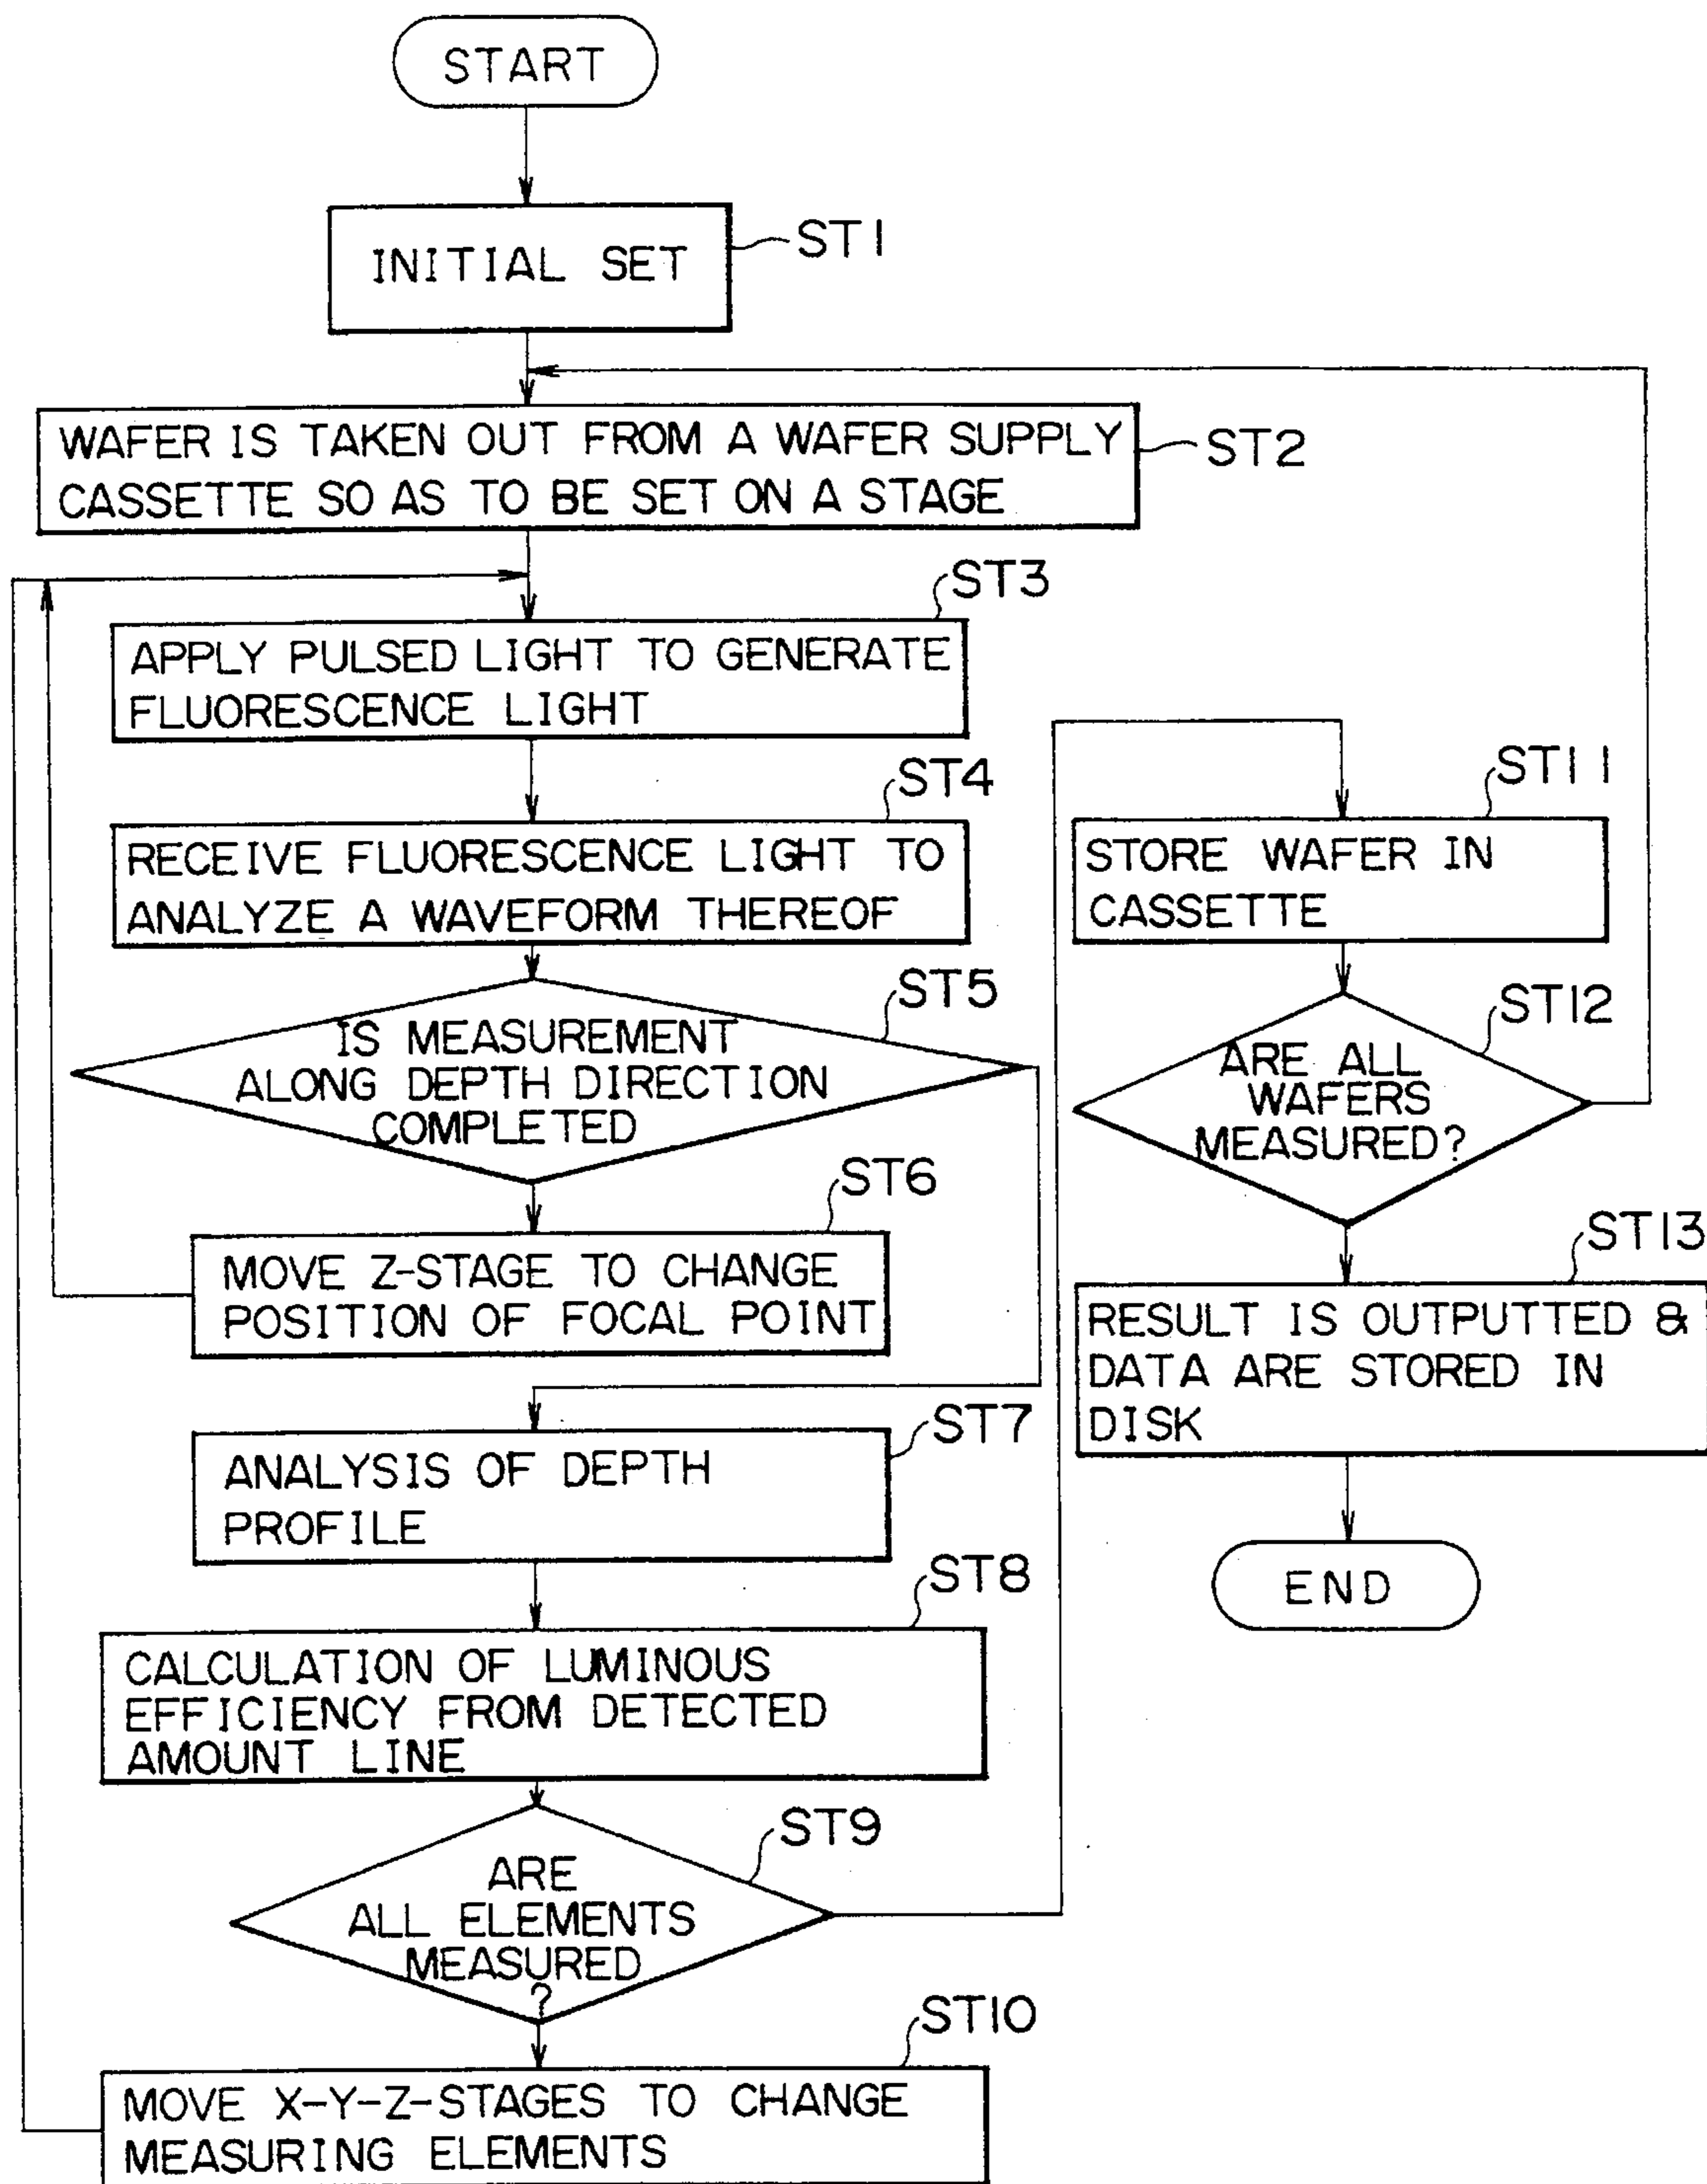 START
INITIAL SET
ST1
WAFER IS TAKEN OUT FROM A WAFER SUPPLY
CASSETTE SO AS TO BE SET ON A STAGE
ST2
ST3
APPLY PULSED LIGHT TO GENERATE
FLUORESCENCE LIGHT
ST4
RECEIVE FLUORESCENCE LIGHT TO
ANALYZE A WAVEFORM THEREOF
ST5
IS MEASUREMENT
ALONG DEPTH DIRECTION
COMPLETED
ST6
MOVE Z-STAGE TO CHANGE
POSITION OF FOCAL POINT
ST7
ANALYSIS OF DEPTH
PROFILE
ST8
CALCULATION OF LUMINOUS
EFFICIENCY FROM DETECTED
AMOUNT LINE
ST9
ARE
ALL ELEMENTS
MEASURED
?
ST10
MOVE X-Y-Z-STAGES TO CHANGE
MEASURING ELEMENTS
ST11
STORE WAFER IN
CASSETTE
ST12
ARE ALL
WAFERS
MEASURED?
ST13
RESULT IS OUTPUTTED &
DATA ARE STORED IN
DISK
END